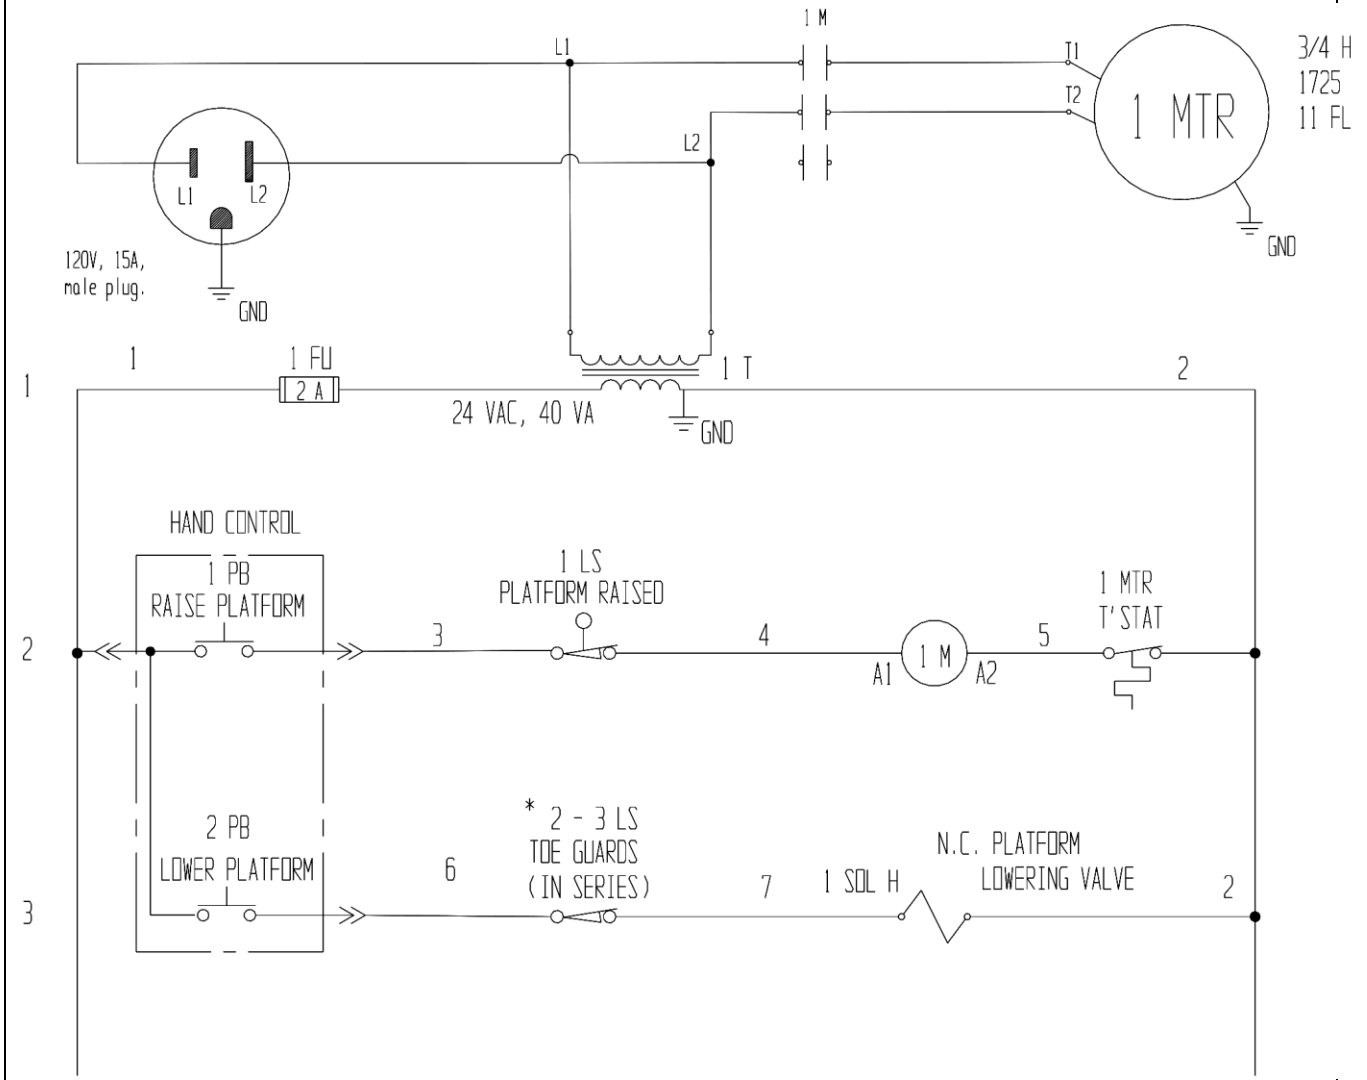 1 M
L1
T1
3/4 H
1725
11 FL
T2
1 MTR
L2
L1
L2
GND
120V, 15A,
male plug.
GND
1
1 FU
1 T
2
1
2 A
24 VAC, 40 VA
GND
HAND CONTROL
1 PB
RAISE PLATFORM
1 LS
PLATFORM RAISED
1 MTR
T'STAT
2
3
4
1 M
A1
A2
5
2 PB
LOWER PLATFORM
* 2 - 3 LS
TOE GUARDS
(IN SERIES)
N.C. PLATFORM
LOWERING VALVE
3
6
7
1 SOL H
2